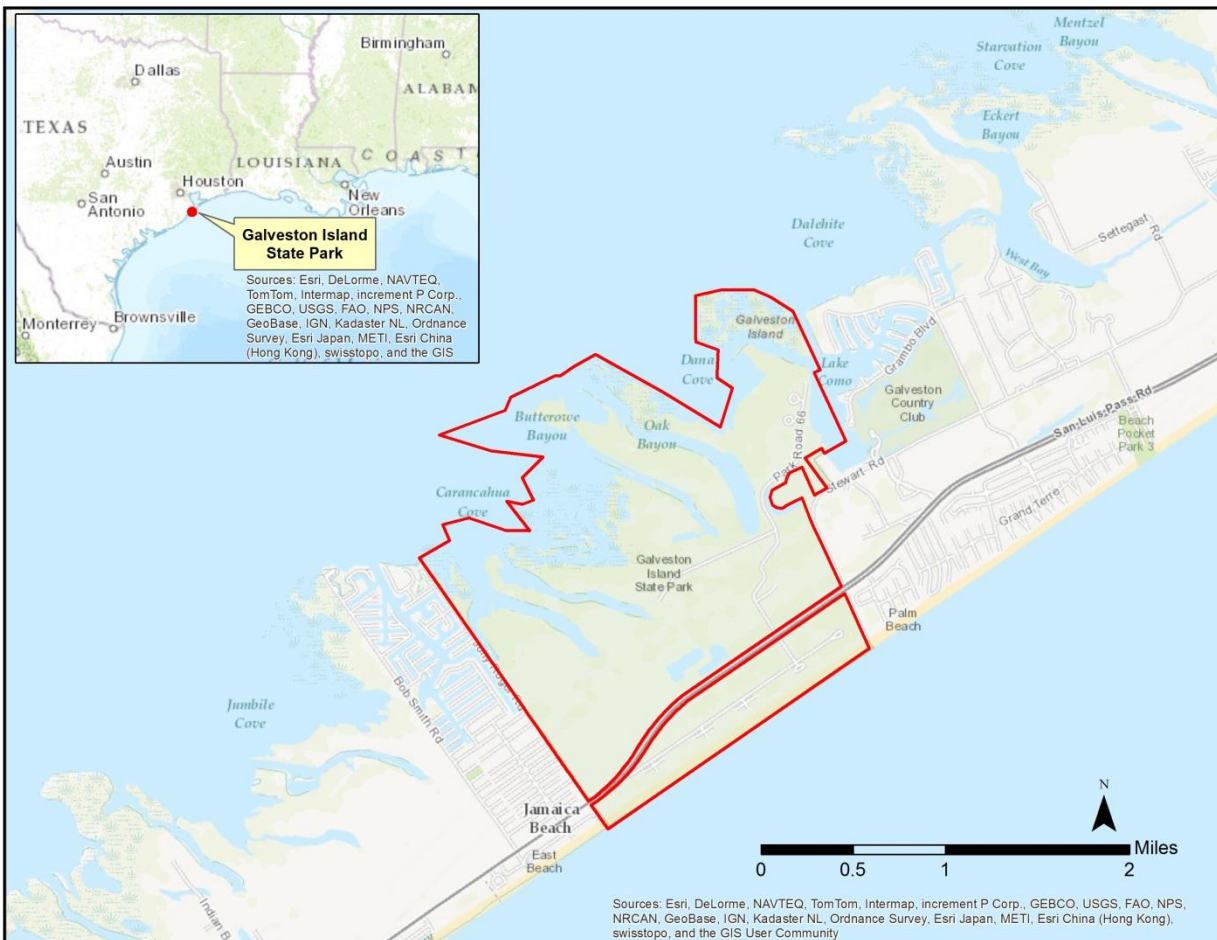 Birmingham
Dallas
ALABAM
TEXAS
LOUISIANA
COAST
Austin
Houston
San
Antonio
New
Orleans
Galveston Island
State Park
Sources: Esri, DeLorme, NAVTEQ,
TomTom, Intermap, increment P Corp.,
GEBCO, USGS, FAO, NPS, NRCAN,
GeoBase, IGN, Kadaster NL, Ordnance
Survey, Esri Japan, METI, Esri China
(Hong Kong), swisstopo, and the GIS
Monterrey
Brownsville
Mentzel
Bayou
Starvation
Cove
Eckert
Bayou
Dalehite
Cove
Settegast
Rd
West Bay
Galveston
Island
Grambo Blvd
Dana
Cove
Lake
Como
Galveston
Country
Club
San-Luis-Pass-Rd
Butterowe
Bayou
Oak
Bayou
Park Road 66
Beach
Pocket
Park 3
Stewart Rd
Carancahua
Cove
Grand Terre
Galveston
Island
State Park
Palm
Beach
Jolly Roger Rd
Bob Smith Rd
Jumbile
Cove
Jamaica
Beach
East
Beach
Indian B
N
Miles
0 0.5 1 2
Sources: Esri, DeLorme, NAVTEQ, TomTom, Intermap, increment P Corp., GEBCO, USGS, FAO, NPS,
NRCAN, GeoBase, IGN, Kadaster NL, Ordnance Survey, Esri Japan, METI, Esri China (Hong Kong),
swisstopo, and the GIS User Community